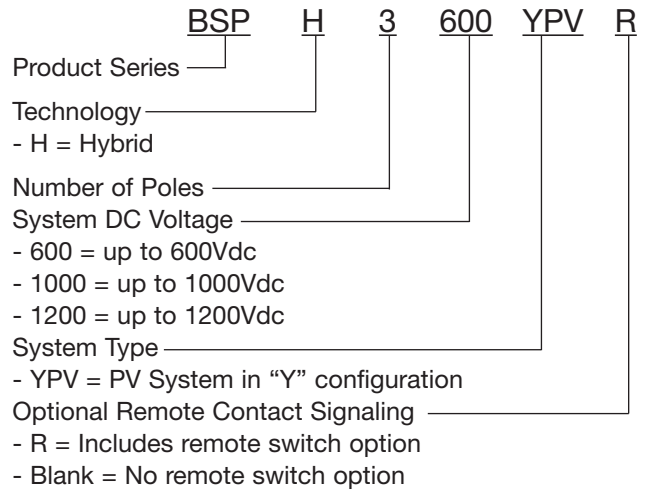 BSP H 3 600 YPV R
Product Series
Technology
- H = Hybrid
Number of Poles
System DC Voltage
- 600 = up to 600Vdc
- 1000 = up to 1000Vdc
- 1200 = up to 1200Vdc
System Type
- YPV = PV System in “Y” configuration
Optional Remote Contact Signaling
- R = Includes remote switch option
- Blank = No remote switch option